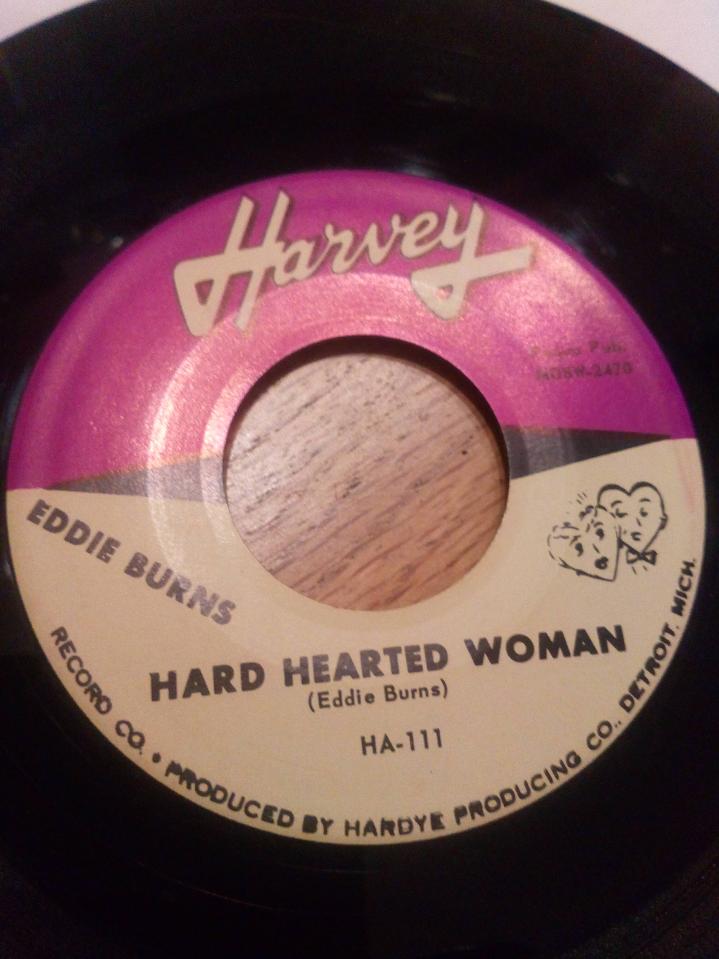 Harvey
Pub.
EDDIE BURNS
HARD HEARTED WOMAN
(Eddie Burns)
HA-111
RECORD CO. • PRODUCED BY HARDYE PRODUCING CO., DETROIT, MICH.